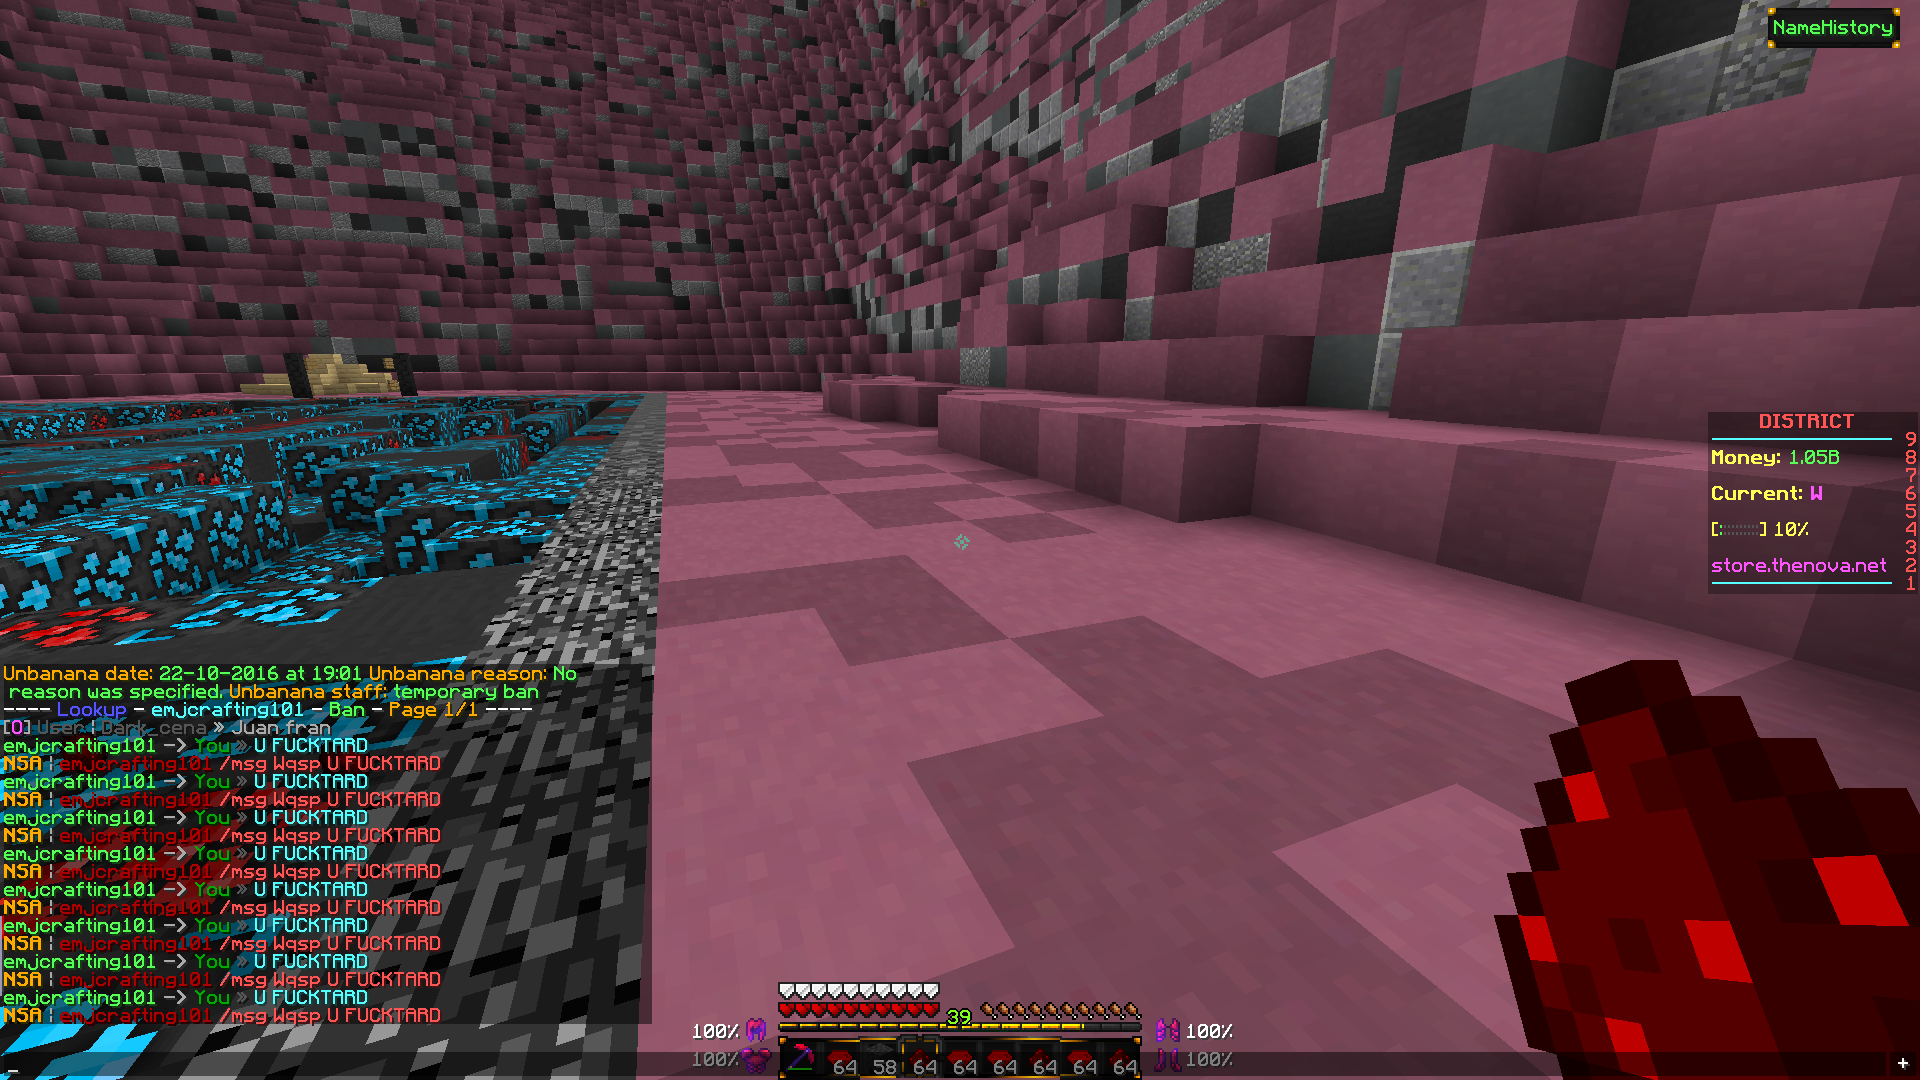 NameHistory
DISTRICT
9
Money: 1.05B
8
7
Current: W
6
5
[:::::::::] 10%
4
3
store.thenova.net
2
1
Unbanana date: 22-10-2016 at 19:01 Unbanana reason: No
reason was specified. Unbanana staff: temporary ban
---- Lookup - emjcrafting101 - Ban - Page 1/1 ----
[O] User | Dark_cena » Juan fran
emjcrafting101 -> You » U FUCKTARD
NSA | emjcrafting101 /msg Wqsp U FUCKTARD
emjcrafting101 -> You » U FUCKTARD
NSA | emjcrafting101 /msg Wqsp U FUCKTARD
emjcrafting101 -> You » U FUCKTARD
NSA | emjcrafting101 /msg Wqsp U FUCKTARD
emjcrafting101 -> You » U FUCKTARD
NSA | emjcrafting101 /msg Wqsp U FUCKTARD
emjcrafting101 -> You » U FUCKTARD
NSA | emjcrafting101 /msg Wqsp U FUCKTARD
emjcrafting101 -> You » U FUCKTARD
NSA | emjcrafting101 /msg Wqsp U FUCKTARD
emjcrafting101 -> You » U FUCKTARD
NSA | emjcrafting101 /msg Wqsp U FUCKTARD
emjcrafting101 -> You » U FUCKTARD
NSA | emjcrafting101 /msg Wqsp U FUCKTARD
39
100% 100%
100% 100%
64 58 64 64 64 64 64 64
_ +